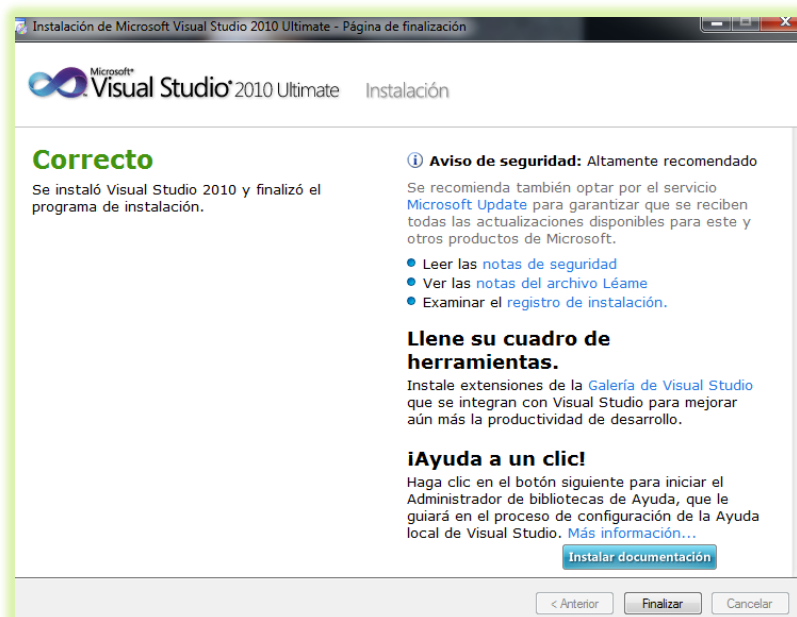 Instalación de Microsoft Visual Studio 2010 Ultimate - Página de finalización
Microsoft®
Visual Studio® 2010 Ultimate Instalación
Correcto
Se instaló Visual Studio 2010 y finalizó el
programa de instalación.
Aviso de seguridad: Altamente recomendado
Se recomienda también optar por el servicio
Microsoft Update para garantizar que se reciben
todas las actualizaciones disponibles para este y
otros productos de Microsoft.
Leer las notas de seguridad
Ver las notas del archivo Léame
Examinar el registro de instalación.
Llene su cuadro de
herramientas.
Instale extensiones de la Galería de Visual Studio
que se integran con Visual Studio para mejorar
aún más la productividad de desarrollo.
¡Ayuda a un clic!
Haga clic en el botón siguiente para iniciar el
Administrador de bibliotecas de Ayuda, que le
guiará en el proceso de configuración de la Ayuda
local de Visual Studio. Más información...
Instalar documentación
< Anterior Finalizar Cancelar